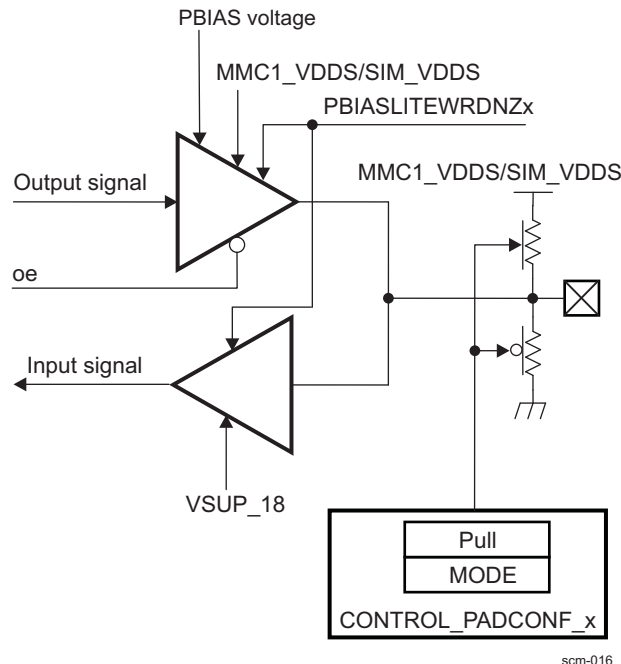 PBIAS voltage
MMC1_VDDS/SIM_VDDS
PBIASLITEWRDNZx
MMC1_VDDS/SIM_VDDS
Output signal
oe
Input signal
VSUP_18
Pull
MODE
CONTROL_PADCONF_x
scm-016